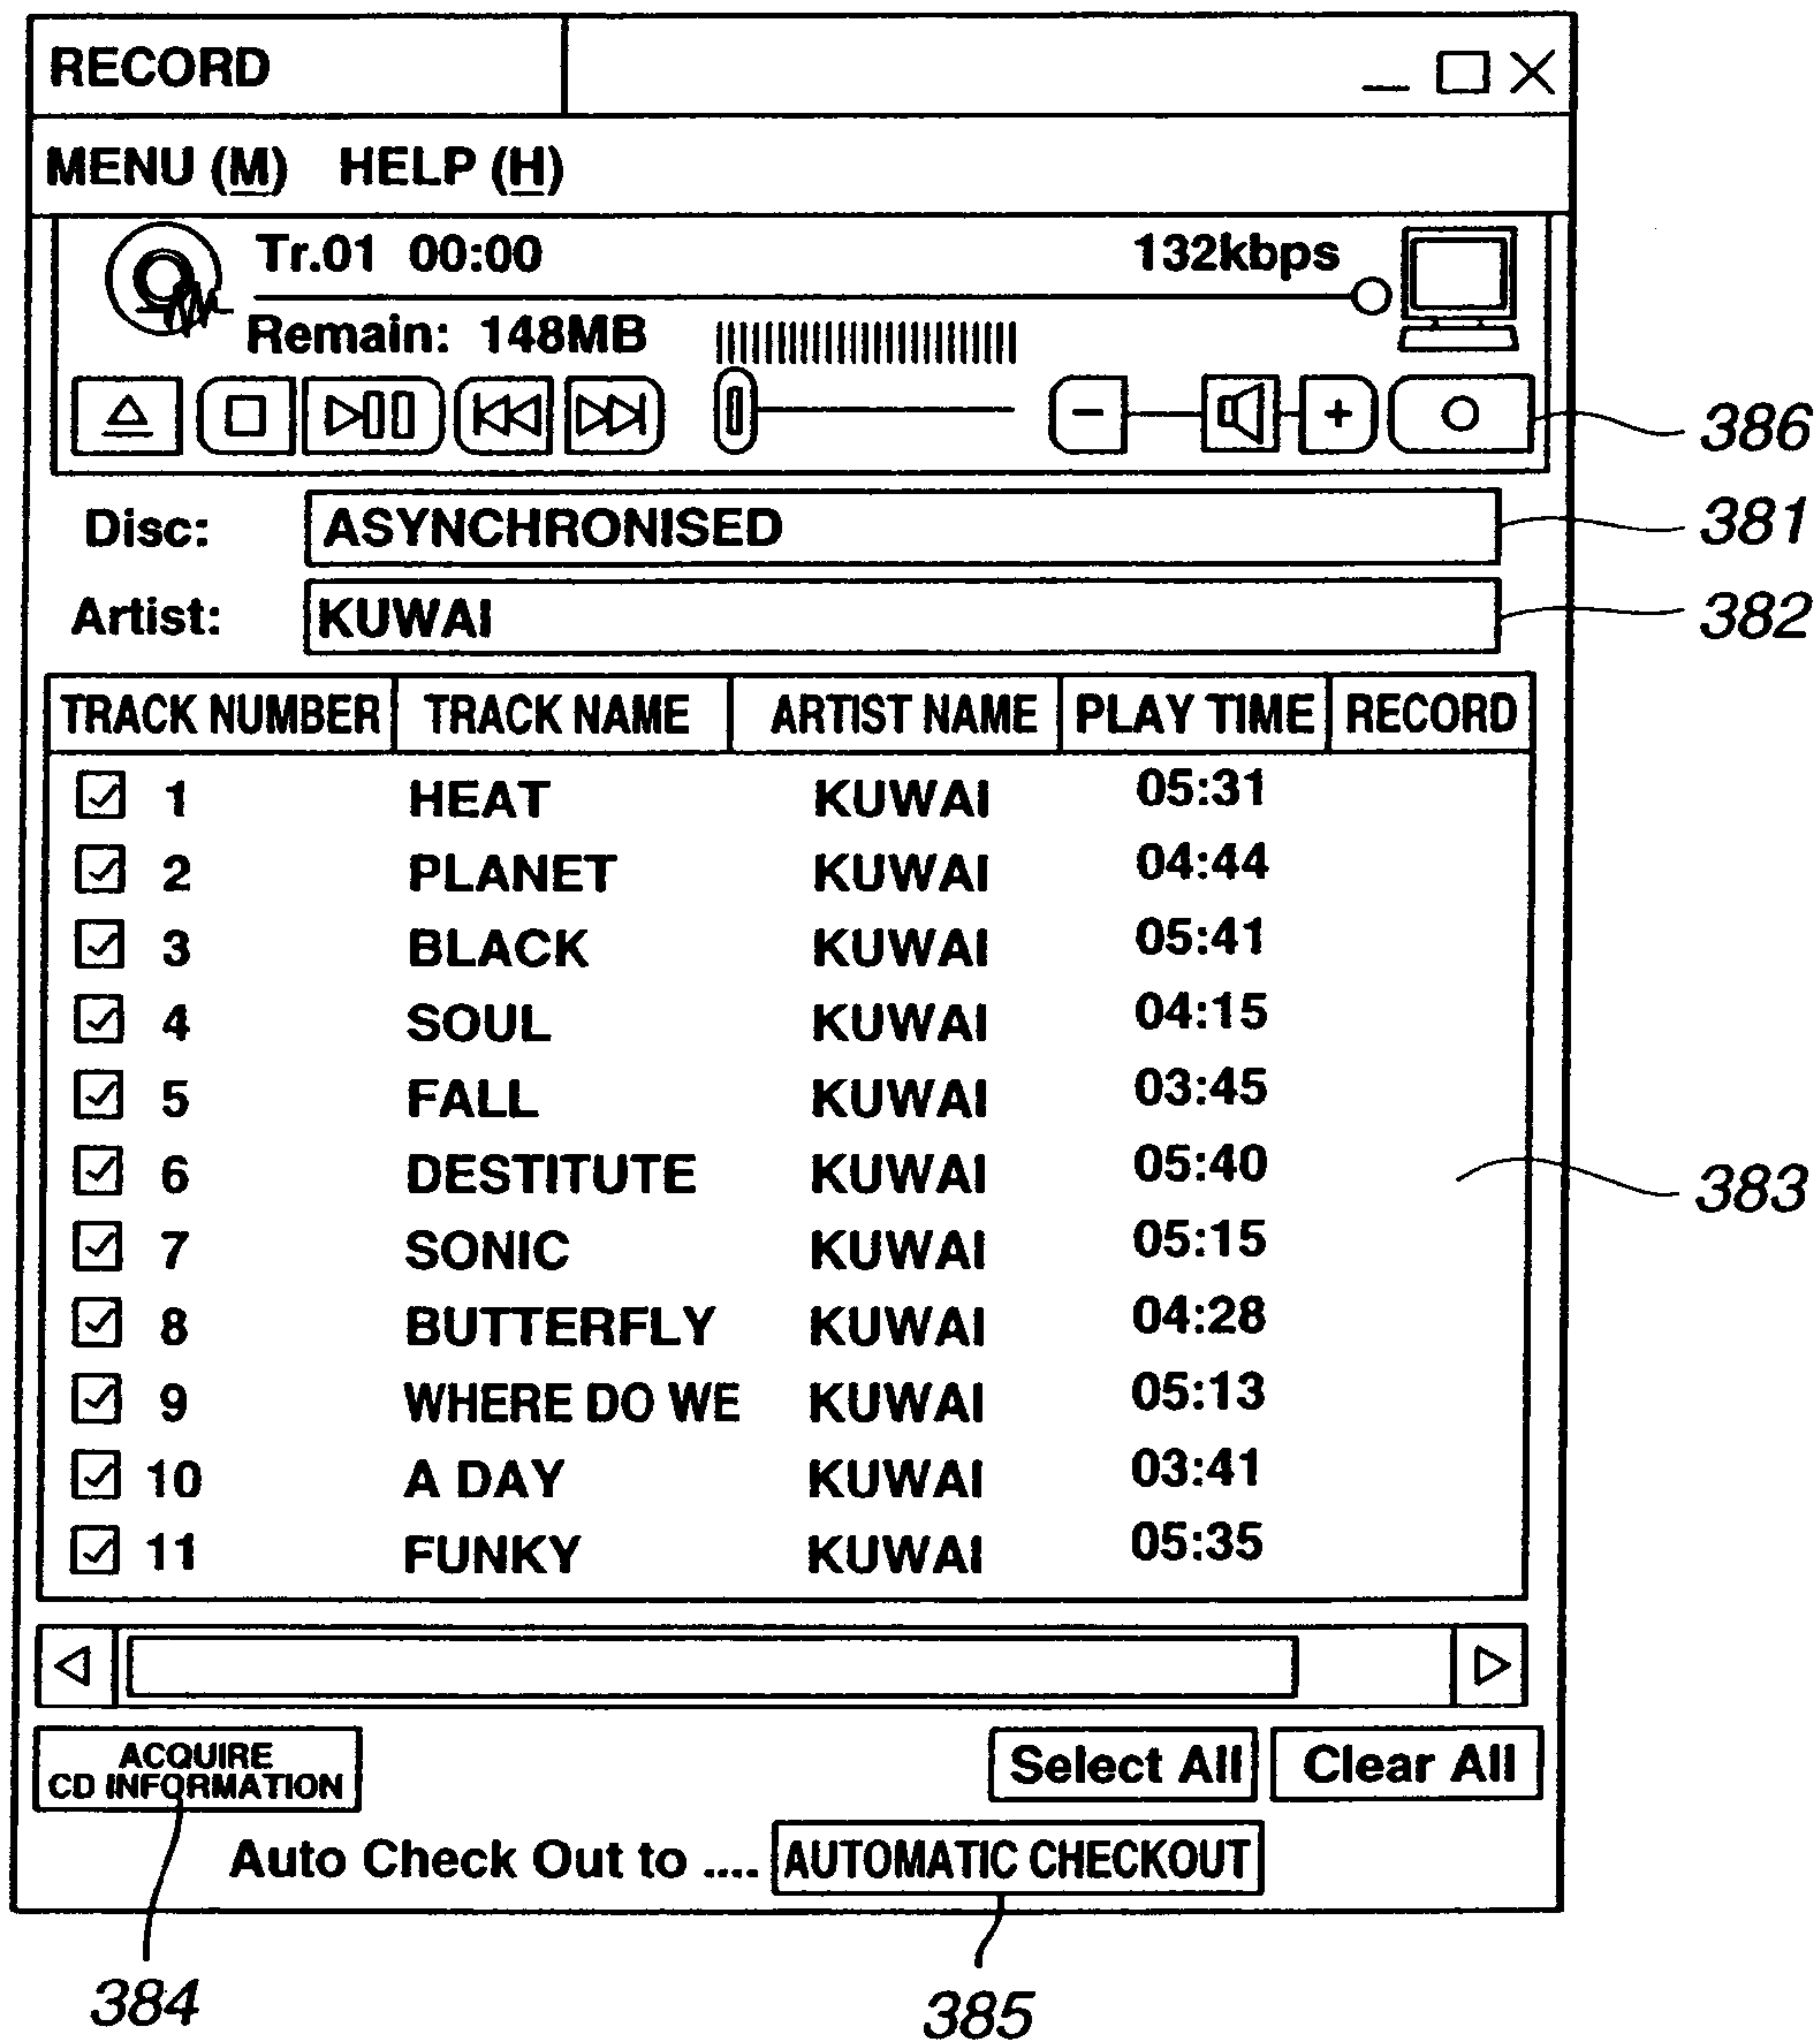 RECORD
MENU (M) HELP (H)
Tr.01 00:00 132kbps
Remain: 148MB
386
Disc: ASYNCHRONISED 381
Artist: KUWAI 382
TRACK NUMBER TRACK NAME ARTIST NAME PLAY TIME RECORD
1 HEAT KUWAI 05:31
2 PLANET KUWAI 04:44
3 BLACK KUWAI 05:41
4 SOUL KUWAI 04:15
5 FALL KUWAI 03:45
6 DESTITUTE KUWAI 05:40
383
7 SONIC KUWAI 05:15
8 BUTTERFLY KUWAI 04:28
9 WHERE DO WE KUWAI 05:13
10 A DAY KUWAI 03:41
11 FUNKY KUWAI 05:35
ACQUIRE
CD INFORMATION
Select All Clear All
Auto Check Out to .... AUTOMATIC CHECKOUT
384 385